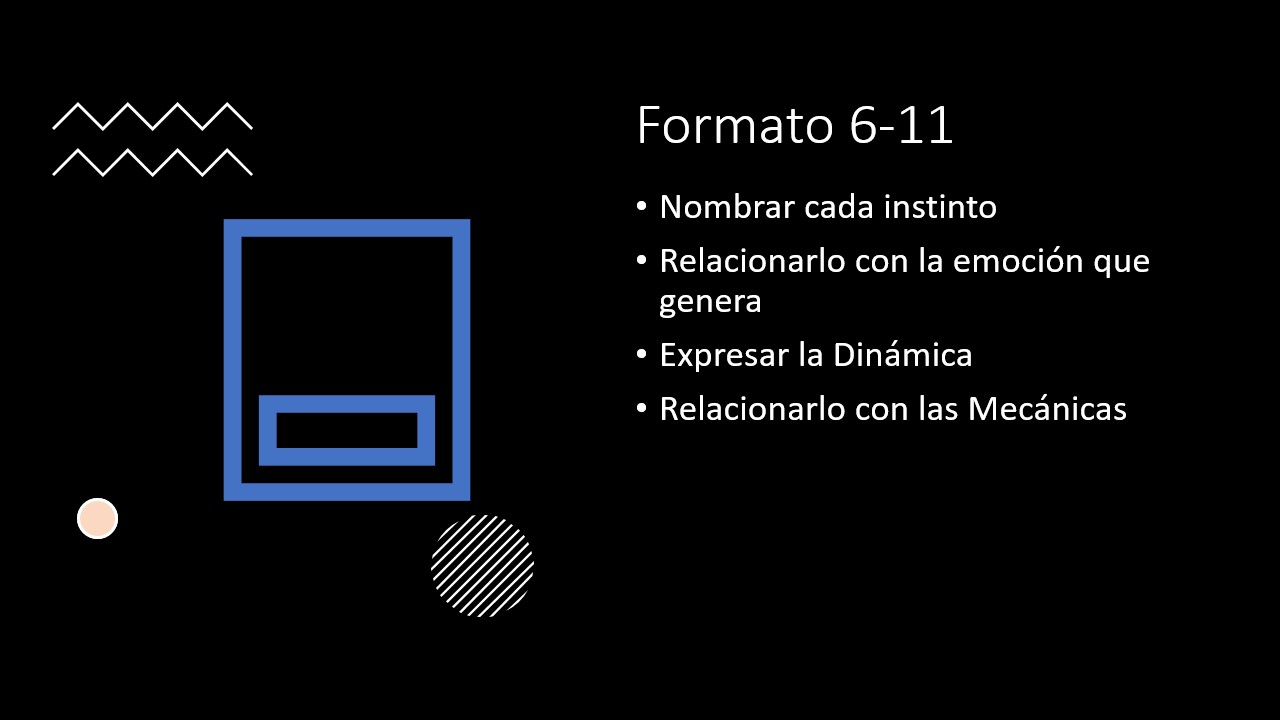 Formato 6-11
• Nombrar cada instinto
• Relacionarlo con la emoción que
genera
• Expresar la Dinámica
• Relacionarlo con las Mecánicas